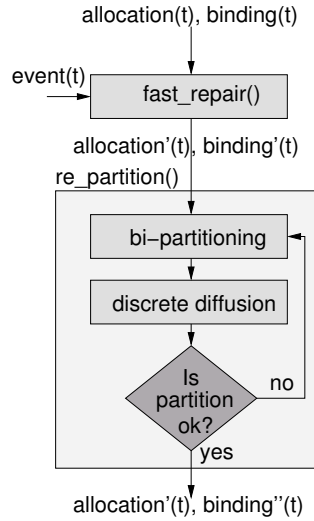 allocation(t), binding(t)
event(t)
fast_repair()
allocation'(t), binding'(t)
re_partition()
bi−partitioning
discrete diffusion
Is
partition
ok?
no
yes
allocation'(t), binding''(t)